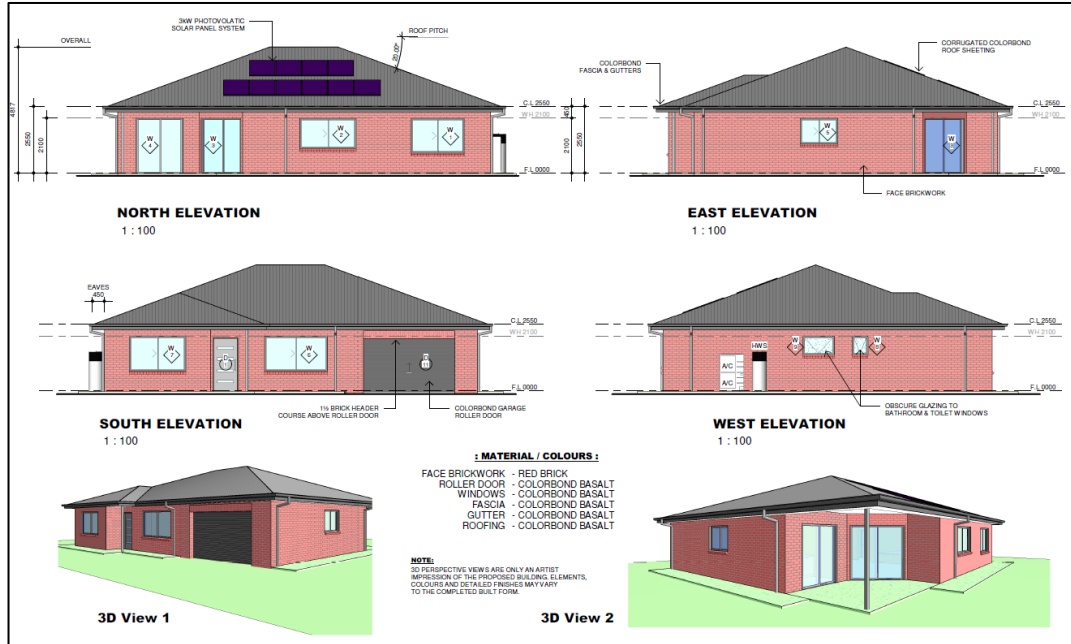 3kW PHOTOVOLATIC
SOLAR PANEL SYSTEM
ROOF PITCH
OVERALL
20.00°
4817
2550
2100
C.L 2550
WH 2100
F.L 0000
W
4
W
3
W
2
W
1
NORTH ELEVATION
1 : 100
COLORBOND
FASCIA & GUTTERS
CORRUGATED COLORBOND
ROOF SHEETING
450
2100
2550
C.L 2550
WH 2100
F.L 0000
W
5
W
FACE BRICKWORK
EAST ELEVATION
1 : 100
EAVES
450
C.L 2550
WH 2100
F.L 0000
W
7
D
W
6
D
1½ BRICK HEADER
COURSE ABOVE ROLLER DOOR
COLORBOND GARAGE
ROLLER DOOR
SOUTH ELEVATION
1 : 100
C.L 2550
WH 2100
F.L 0000
HWS
W
W
A/C
A/C
OBSCURE GLAZING TO
BATHROOM & TOILET WINDOWS
WEST ELEVATION
1 : 100
: MATERIAL / COLOURS :
FACE BRICKWORK - RED BRICK
ROLLER DOOR - COLORBOND BASALT
WINDOWS - COLORBOND BASALT
FASCIA - COLORBOND BASALT
GUTTER - COLORBOND BASALT
ROOFING - COLORBOND BASALT
NOTE:
3D PERSPECTIVE VIEWS ARE ONLY AN ARTIST
IMPRESSION OF THE PROPOSED BUILDING. ELEMENTS,
COLOURS AND DETAILED FINISHES MAY VARY
TO THE COMPLETED BUILT FORM.
3D View 1
3D View 2